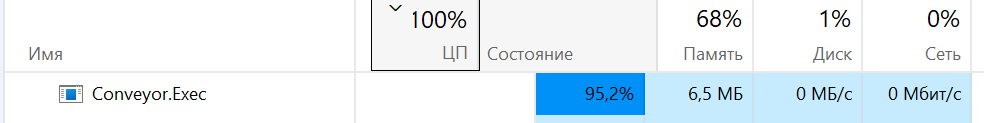 100% 68% 1% 0%
Имя ЦП Состояние Память Диск Сеть
Conveyor.Exec 95,2% 6,5 МБ 0 МБ/с 0 Мбит/с